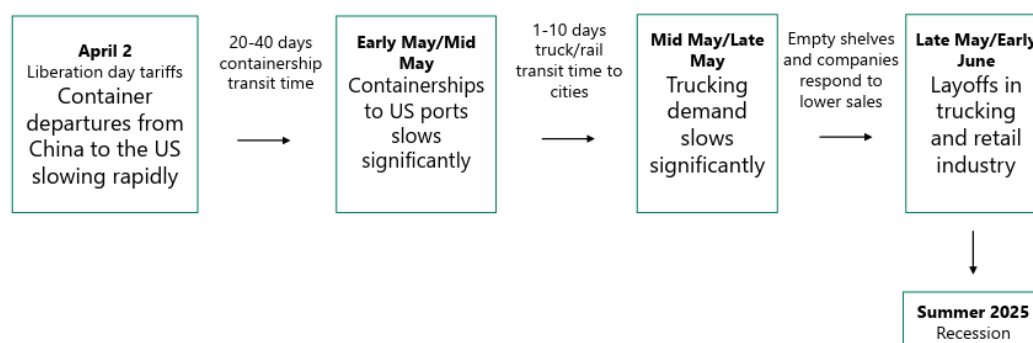 April 2
Liberation day tariffs
Container
departures from
China to the US
slowing rapidly
20-40 days
containership
transit time
Early May/Mid
May
Containerships
to US ports
slows
significantly
1-10 days
truck/rail
transit time to
cities
Mid May/Late
May
Trucking
demand
slows
significantly
Empty shelves
and companies
respond to
lower sales
Late May/Early
June
Layoffs in
trucking
and retail
industry
Summer 2025
Recession